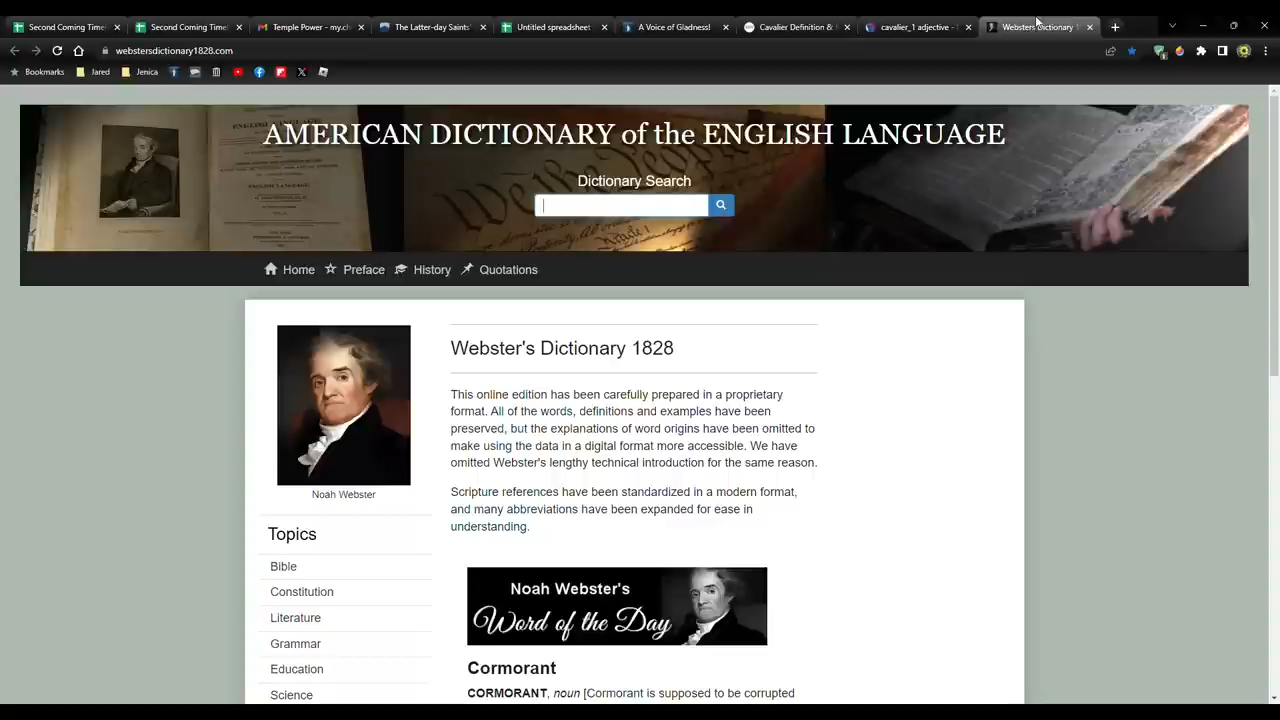 Second Coming Time
Second Coming Time
Temple Power - my.ch
The Latter-day Saints'
Untitled spreadsheet
A Voice of Gladness!
Cavalier Definition &
cavalier_1 adjective -
Websters Dictionary 1
webstersdictionary1828.com
Bookmarks
Jared
Jenica
AMERICAN DICTIONARY of the ENGLISH LANGUAGE
Dictionary Search
Home
Preface
History
Quotations
Noah Webster
Topics
Bible
Constitution
Literature
Grammar
Education
Science
Webster's Dictionary 1828
This online edition has been carefully prepared in a proprietary
format. All of the words, definitions and examples have been
preserved, but the explanations of word origins have been omitted to
make using the data in a digital format more accessible. We have
omitted Webster's lengthy technical introduction for the same reason.
Scripture references have been standardized in a modern format,
and many abbreviations have been expanded for ease in
understanding.
Noah Webster's
Word of the Day
Cormorant
CORMORANT, noun [Cormorant is supposed to be corrupted